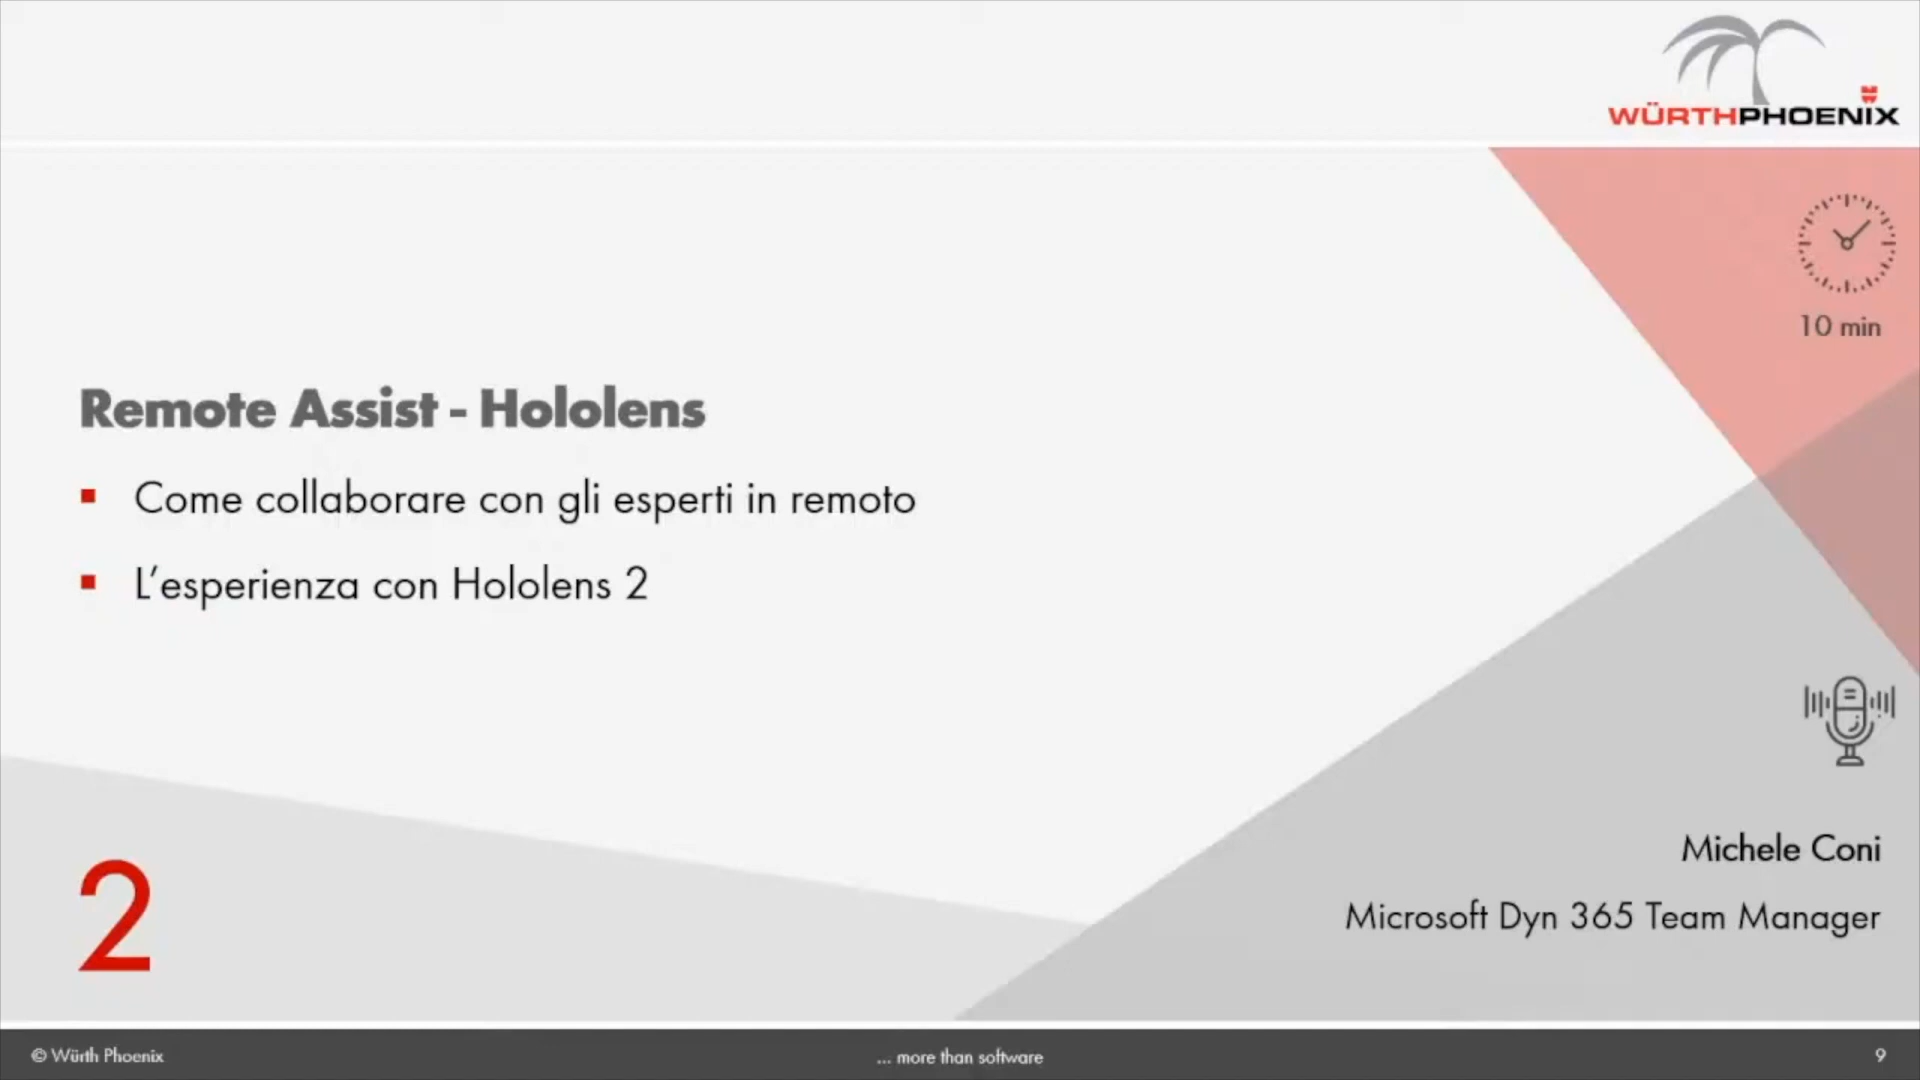 WÜRTHPHOENIX
10 min
Remote Assist - Hololens
Come collaborare con gli esperti in remoto
L’esperienza con Hololens 2
Michele Coni
Microsoft Dyn 365 Team Manager
2
© Würth Phoenix
... more than software
9